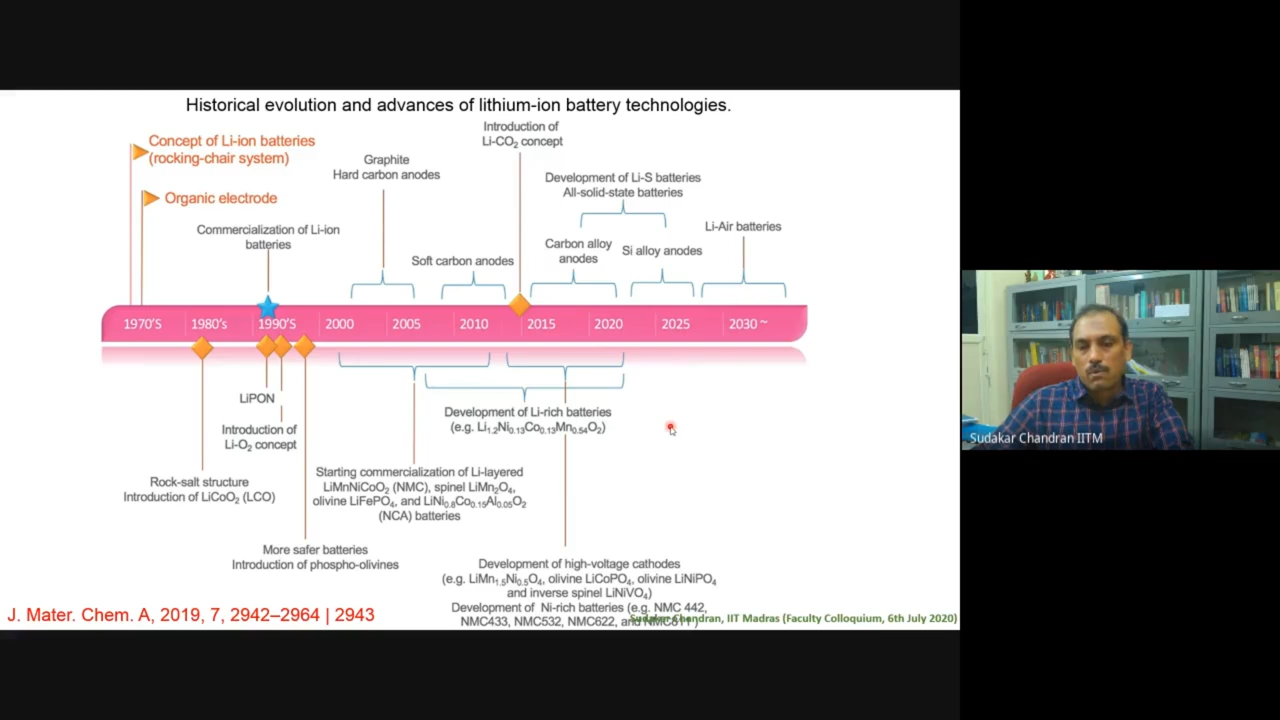 Historical evolution and advances of lithium-ion battery technologies.
Introduction of
Li-CO₂ concept
Concept of Li-ion batteries
(rocking-chair system)
Graphite
Hard carbon anodes
Development of Li-S batteries
All-solid-state batteries
Organic electrode
Commercialization of Li-ion
batteries
Li-Air batteries
Carbon alloy
anodes
Si alloy anodes
Soft carbon anodes
1970'S 1980's 1990'S 2000 2005 2010 2015 2020 2025 2030 ~
LiPON
Introduction of
Li-O₂ concept
Development of Li-rich batteries
(e.g. Li₁.₂Ni₀.₁₃Co₀.₁₃Mn₀.₅₄O₂)
Rock-salt structure
Introduction of LiCoO₂ (LCO)
Starting commercialization of Li-layered
LiMnNiCoO₂ (NMC), spinel LiMn₂O₄,
olivine LiFePO₄, and LiNi₀.₈Co₀.₁₅Al₀.₀₅O₂
(NCA) batteries
More safer batteries
Introduction of phospho-olivines
Development of high-voltage cathodes
(e.g. LiMn₁.₅Ni₀.₅O₄, olivine LiCoPO₄, olivine LiNiPO₄
and inverse spinel LiNiVO₄)
Development of Ni-rich batteries (e.g. NMC 442,
NMC433, NMC532, NMC622, and NMC811)
J. Mater. Chem. A, 2019, 7, 2942–2964 | 2943
Sudakar Chandran, IIT Madras (Faculty Colloquium, 6th July 2020)
Sudakar Chandran IITM